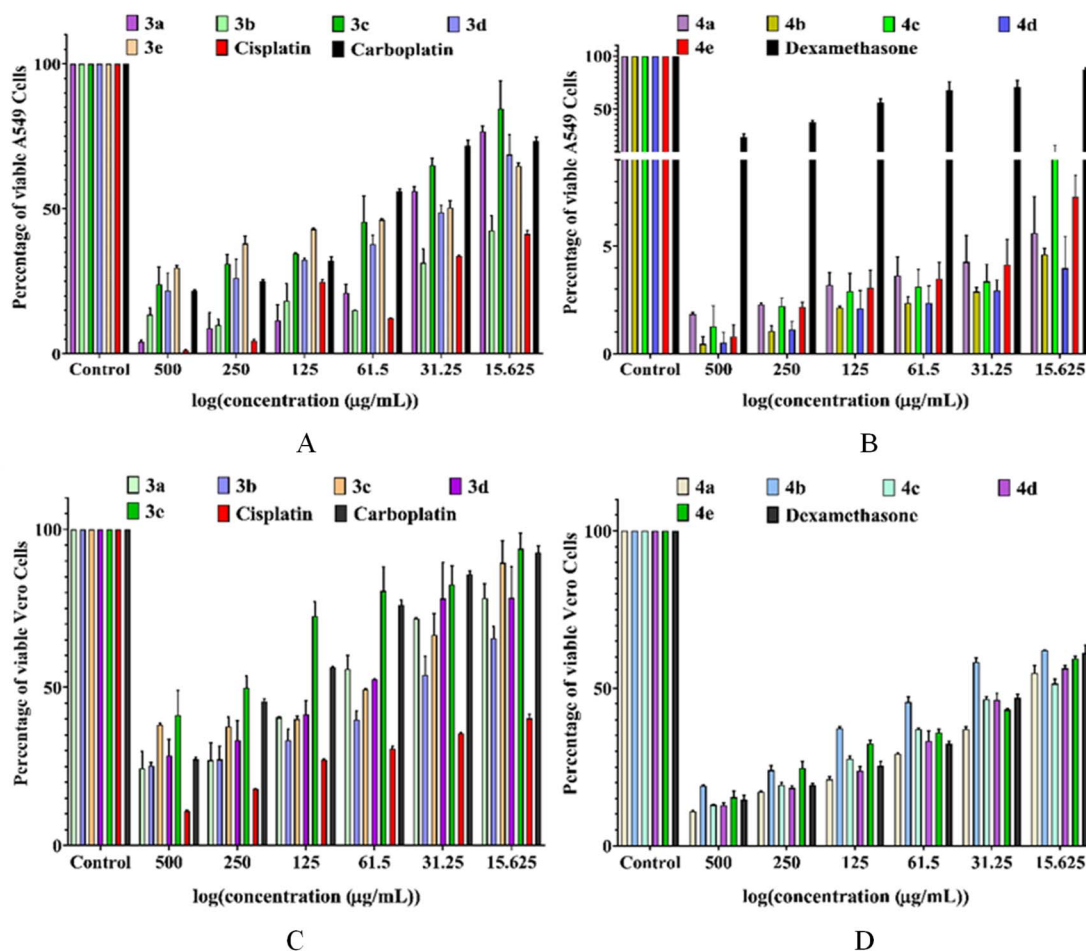 3a 3b 3c 3d
3e Cisplatin Carboplatin
Percentage of viable A549 Cells
100
50
0
Control 500 250 125 61.5 31.25 15.625
log(concentration (µg/mL))
A
4a 4b 4c 4d
4e Dexamethasone
Percentage of viable A549 Cells
100
50
5
0
Control 500 250 125 61.5 31.25 15.625
log(concentration (µg/mL))
B
3a 3b 3c 3d
3e Cisplatin Carboplatin
Percentage of viable Vero Cells
100
50
0
Control 500 250 125 61.5 31.25 15.625
log(concentration (µg/mL))
C
4a 4b 4c 4d
4e Dexamethasone
Percentage of viable Vero Cells
100
50
0
Control 500 250 125 61.5 31.25 15.625
log(concentration (µg/mL))
D